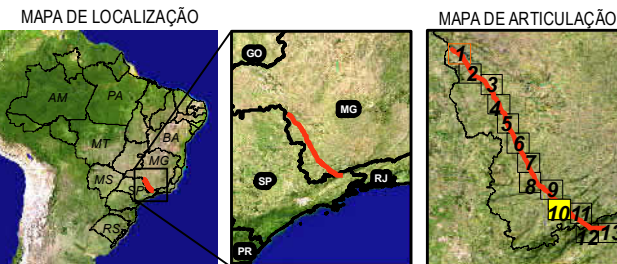 MAPA DE LOCALIZAÇÃO
AM
PA
MT
BA
MG
MS
SP
RS
GO
MG
SP
RJ
PR
MAPA DE ARTICULAÇÃO
1
2
3
4
5
6
7
8
9
10
11
12
13